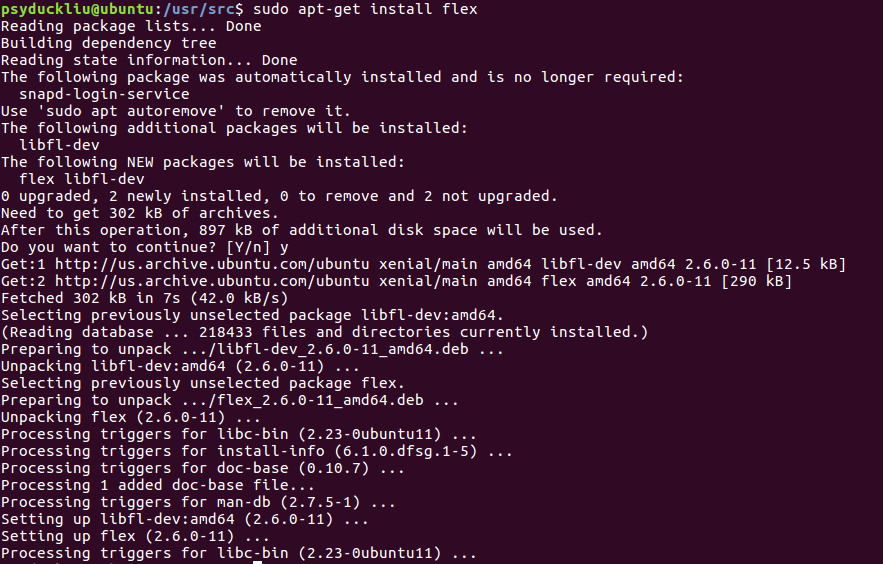 psyduckliu@ubuntu:/usr/src$ sudo apt-get install flex
Reading package lists... Done
Building dependency tree
Reading state information... Done
The following package was automatically installed and is no longer required:
  snapd-login-service
Use 'sudo apt autoremove' to remove it.
The following additional packages will be installed:
  libfl-dev
The following NEW packages will be installed:
  flex libfl-dev
0 upgraded, 2 newly installed, 0 to remove and 2 not upgraded.
Need to get 302 kB of archives.
After this operation, 897 kB of additional disk space will be used.
Do you want to continue? [Y/n] y
Get:1 http://us.archive.ubuntu.com/ubuntu xenial/main amd64 libfl-dev amd64 2.6.0-11 [12.5 kB]
Get:2 http://us.archive.ubuntu.com/ubuntu xenial/main amd64 flex amd64 2.6.0-11 [290 kB]
Fetched 302 kB in 7s (42.0 kB/s)
Selecting previously unselected package libfl-dev:amd64.
(Reading database ... 218433 files and directories currently installed.)
Preparing to unpack .../libfl-dev_2.6.0-11_amd64.deb ...
Unpacking libfl-dev:amd64 (2.6.0-11) ...
Selecting previously unselected package flex.
Preparing to unpack .../flex_2.6.0-11_amd64.deb ...
Unpacking flex (2.6.0-11) ...
Processing triggers for libc-bin (2.23-0ubuntu11) ...
Processing triggers for install-info (6.1.0.dfsg.1-5) ...
Processing triggers for doc-base (0.10.7) ...
Processing 1 added doc-base file...
Processing triggers for man-db (2.7.5-1) ...
Setting up libfl-dev:amd64 (2.6.0-11) ...
Setting up flex (2.6.0-11) ...
Processing triggers for libc-bin (2.23-0ubuntu11) ...